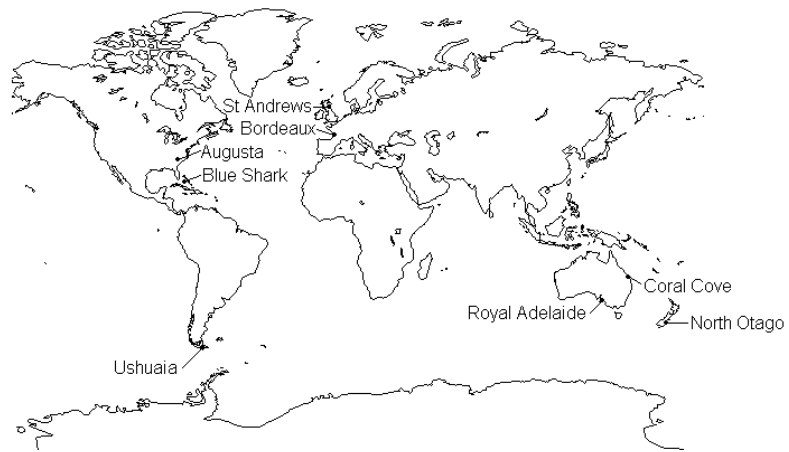 St Andrews
Bordeaux
Augusta
Blue Shark
Coral Cove
Royal Adelaide
North Otago
Ushuaia